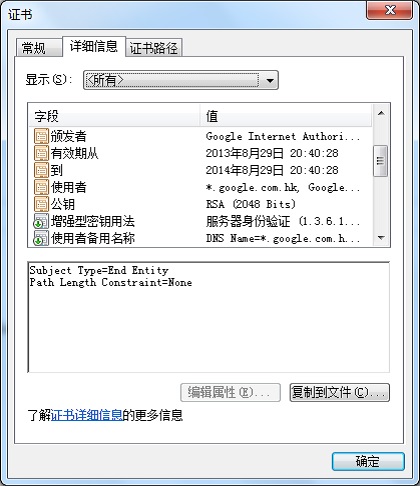 证书
常规 详细信息 证书路径
显示(S): <所有>
字段 值
颁发者 Google Internet Authori...
有效期从 2013年8月29日 20:40:28
到 2014年8月29日 20:40:28
使用者 *.google.com.hk, Google...
公钥 RSA (2048 Bits)
增强型密钥用法 服务器身份验证 (1.3.6.1...
使用者备用名称 DNS Name=*.google.com.h...
Subject Type=End Entity
Path Length Constraint=None
编辑属性(E)... 复制到文件(C)...
了解证书详细信息的更多信息
确定